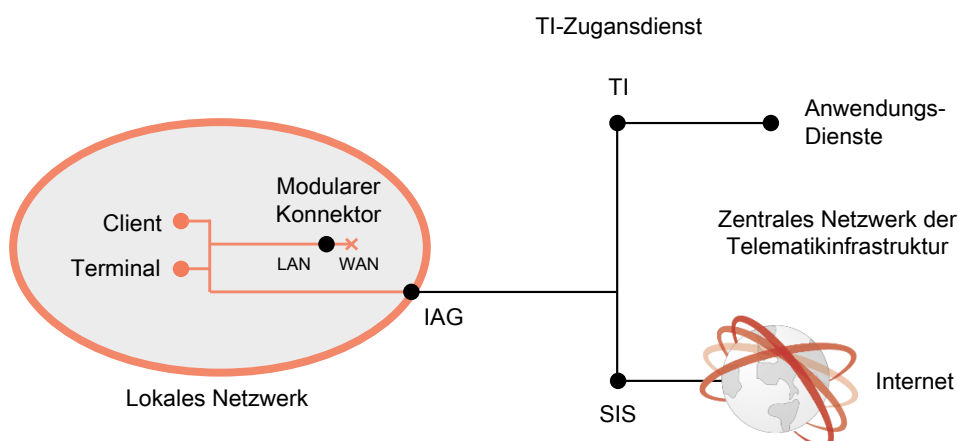 TI-Zugansdienst
TI
Anwendungs-
Dienste
Modularer
Konnektor
Client
Terminal
LAN
WAN
Zentrales Netzwerk der
Telematikinfrastruktur
IAG
Lokales Netzwerk
SIS
Internet